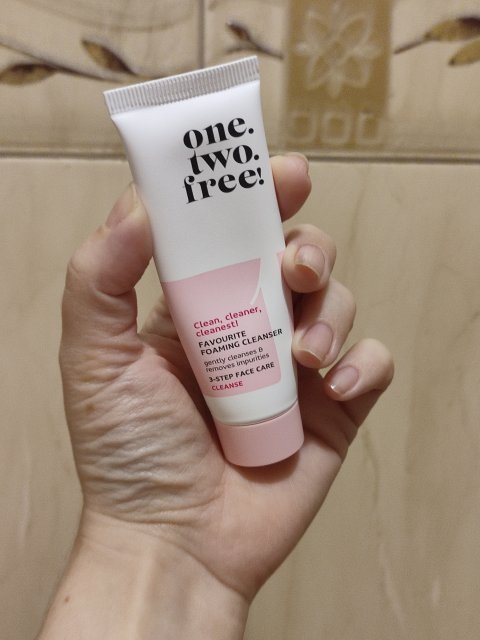 one.
two.
free!
Clean, cleaner,
cleanest!
FAVOURITE
FOAMING CLEANSER
gently cleanses &
removes impurities
3-STEP FACE CARE
CLEANSE